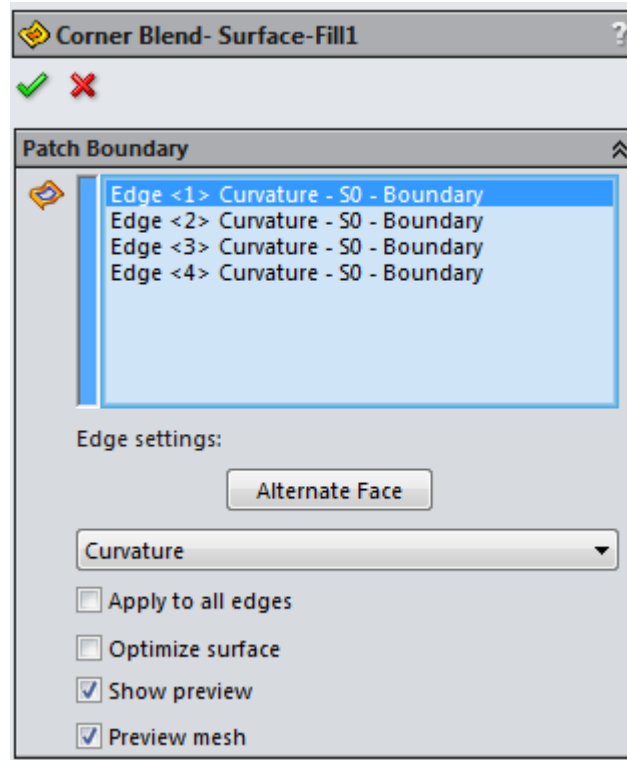 Corner Blend- Surface-Fill1
?
Patch Boundary
Edge <1> Curvature - S0 - Boundary
Edge <2> Curvature - S0 - Boundary
Edge <3> Curvature - S0 - Boundary
Edge <4> Curvature - S0 - Boundary
Edge settings:
Alternate Face
Curvature
Apply to all edges
Optimize surface
Show preview
Preview mesh